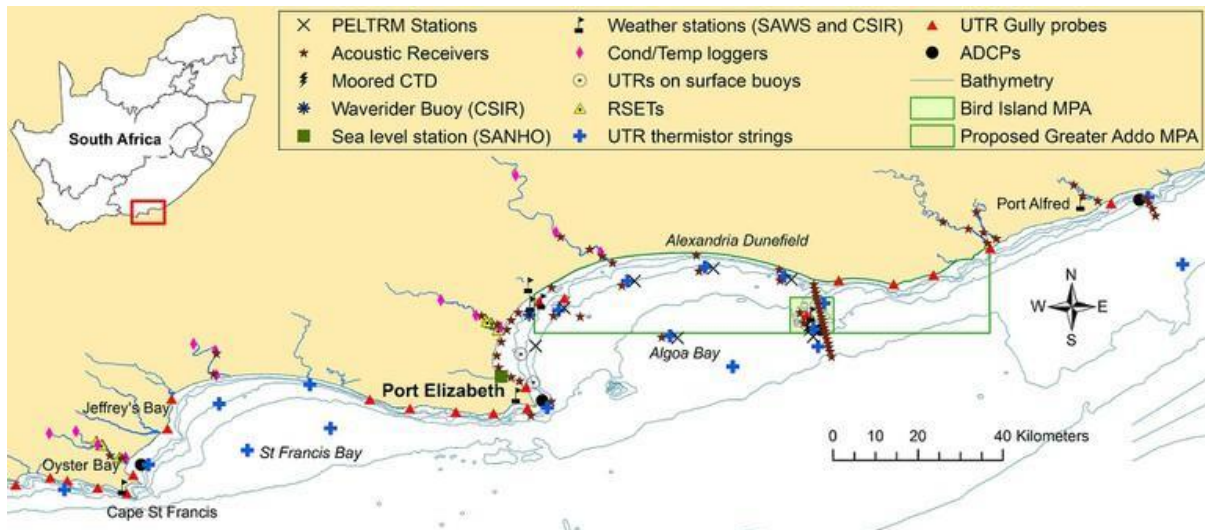 South Africa
PELTRM Stations
Acoustic Receivers
Moored CTD
Waverider Buoy (CSIR)
Sea level station (SANHO)
Weather stations (SAWS and CSIR)
Cond/Temp loggers
UTRs on surface buoys
RSETs
UTR thermistor strings
UTR Gully probes
ADCPs
Bathymetry
Bird Island MPA
Proposed Greater Addo MPA
Port Alfred
Alexandria Dunefield
N
W E
S
Algoa Bay
Port Elizabeth
Jeffrey's Bay
St Francis Bay
Oyster Bay
Cape St Francis
0 10 20 40 Kilometers